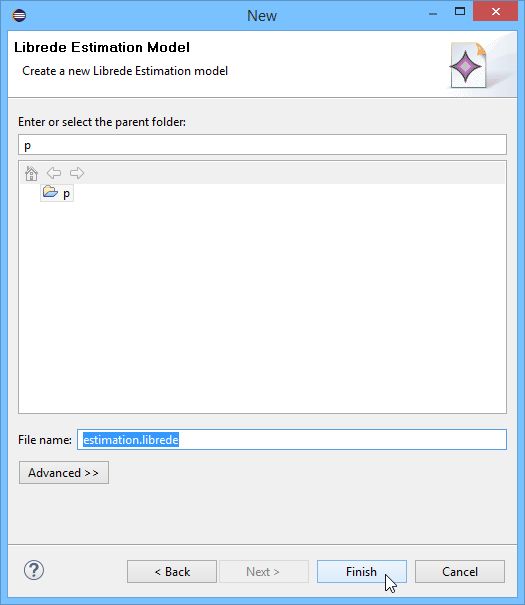 New
Librede Estimation Model
Create a new Librede Estimation model
Enter or select the parent folder:
p
p
File name: estimation.librede
Advanced >>
? < Back Next > Finish Cancel